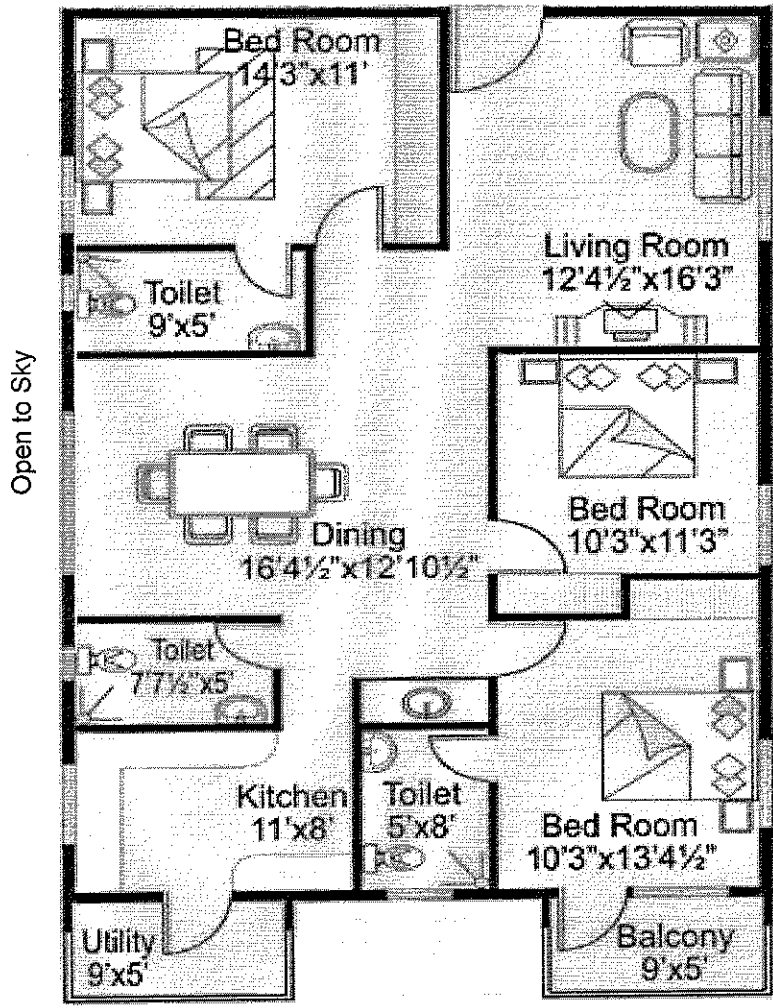 Bed Room
14'3"x11'
Living Room
12'4½"x16'3"
Toilet
9'x5'
Open to Sky
Bed Room
10'3"x11'3"
Dining
16'4½"x12'10½"
Toilet
7'7½"x5'
Kitchen
11'x8'
Toilet
5'x8'
Bed Room
10'3"x13'4½"
Utility
9'x5'
Balcony
9'x5'